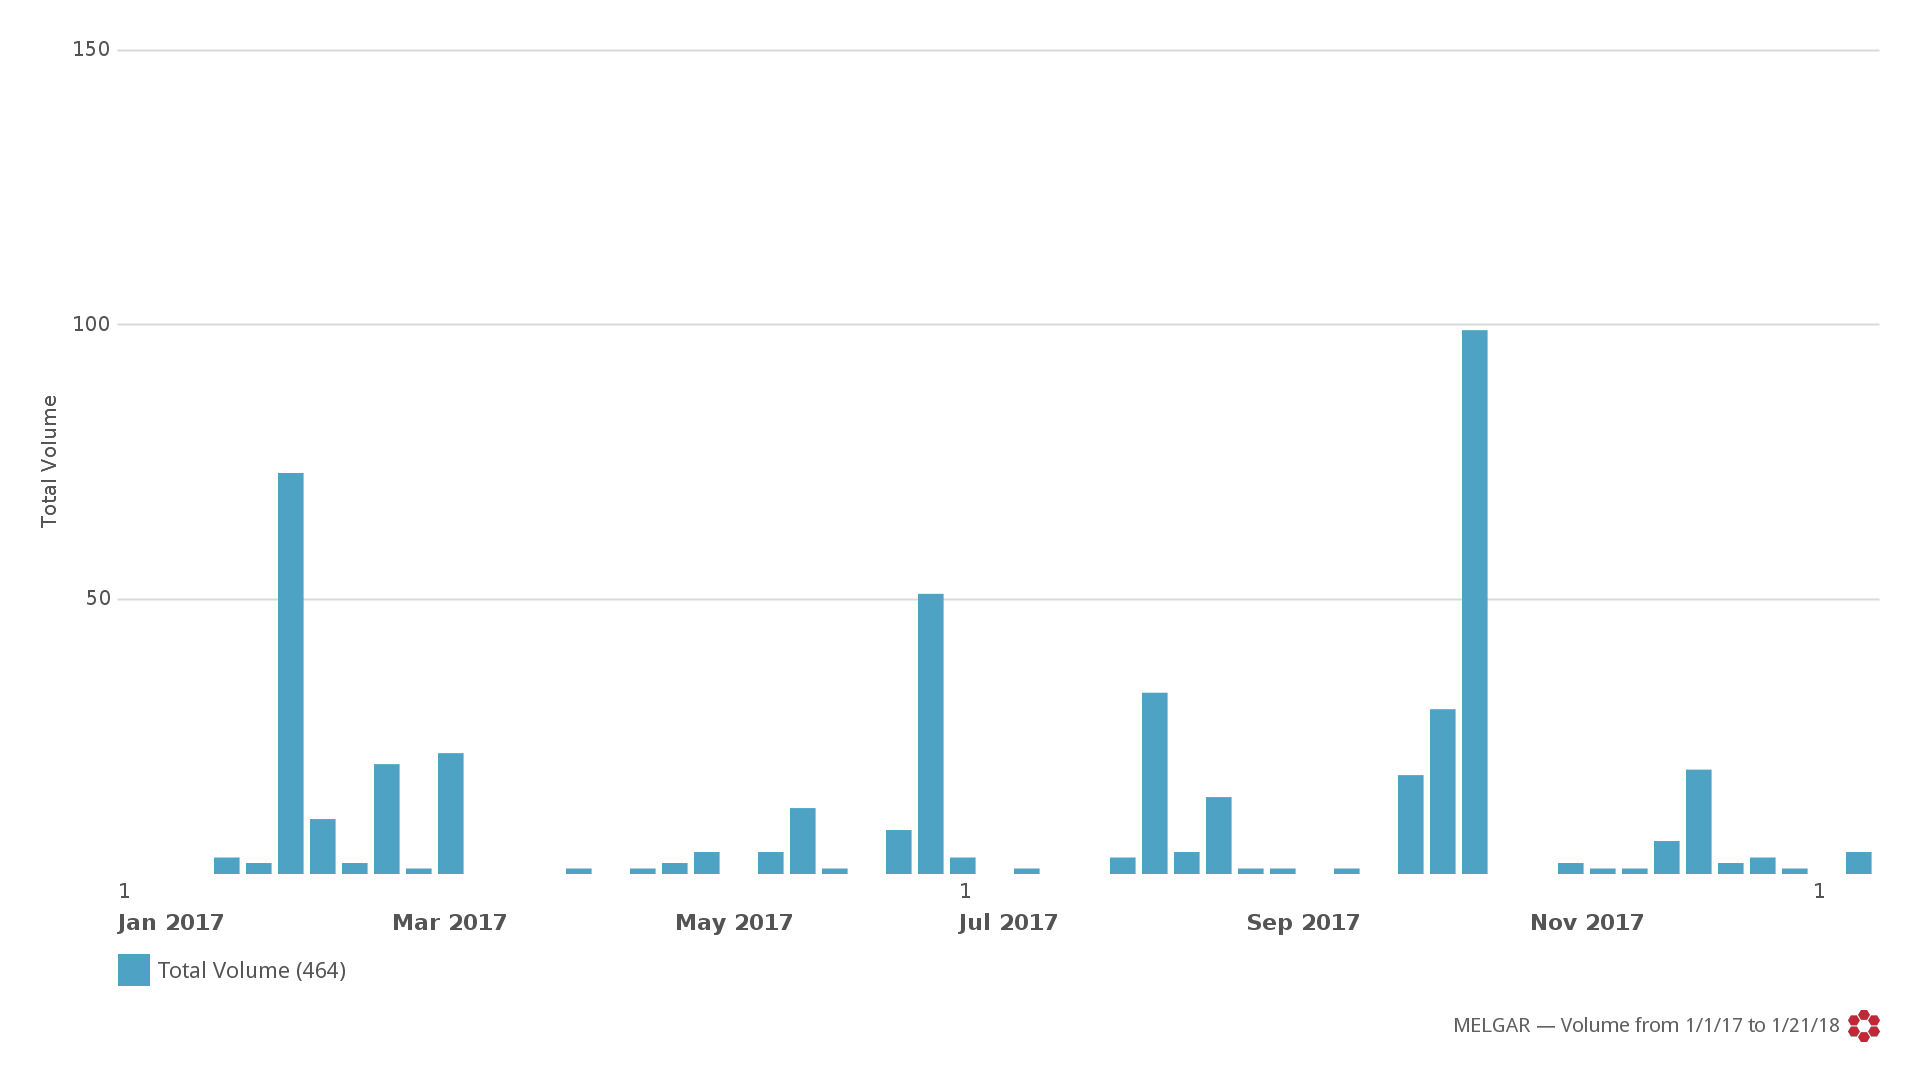 150
100
50
Total Volume
1 1 1
Jan 2017 Mar 2017 May 2017 Jul 2017 Sep 2017 Nov 2017
Total Volume (464)
MELGAR — Volume from 1/1/17 to 1/21/18